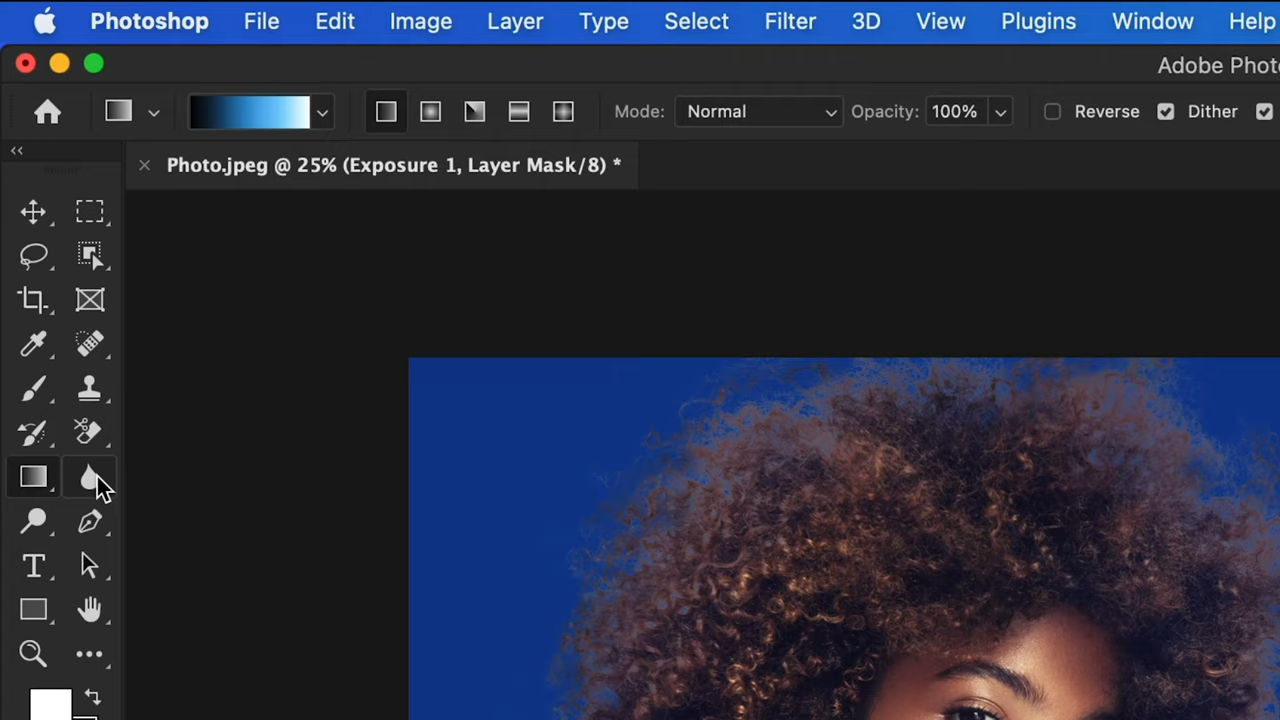 Photoshop File Edit Image Layer Type Select Filter 3D View Plugins Window Help
Adobe Phot
Mode: Normal Opacity: 100% Reverse Dither
Photo.jpeg @ 25% (Exposure 1, Layer Mask/8) *